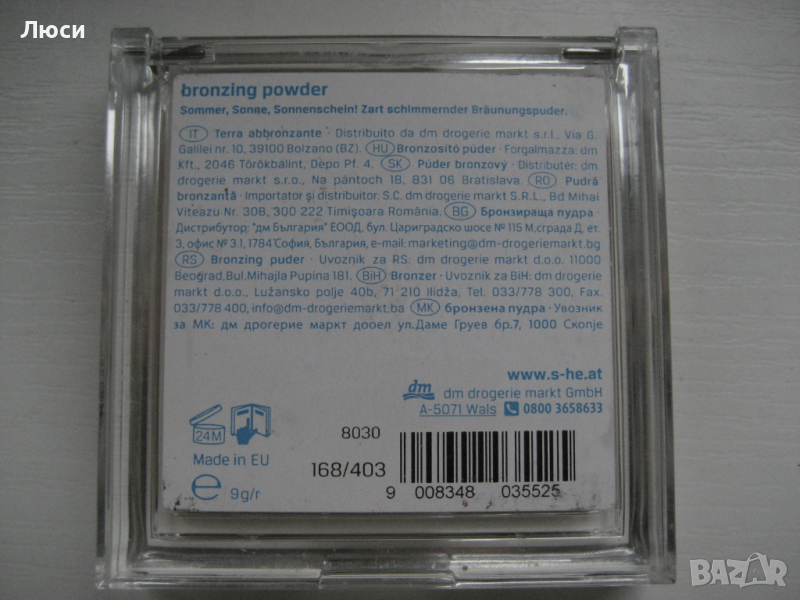 Люси
bronzing powder
Sommer, Sonne, Sonnenschein! Zart schimmernder Bräunungspuder.
IT Terra abbronzante · Distribuito da dm drogerie markt s.r.l., Via G.
Galilei nr. 10, 39100 Bolzano (BZ). HU Bronzosító púder · Forgalmazza: dm
Kft., 2046 Törökbálint, Depo Pf. 4. SK Púder bronzový · Distributér: dm
drogerie markt s.r.o., Na pántoch 18, 831 06 Bratislava. RO Pudră
bronzantă · Importator şi distribuitor: S.C. dm drogerie markt S.R.L., Bd Mihai
Viteazu Nr. 30B, 300 222 Timişoara România. BG Бронзираща пудра ·
Дистрибутор: "дм България" ЕООД, бул. Цариградско шосе № 115 М,сграда Д, ет.
3, офис № 3.1, 1784 София, България, e-mail: marketing@dm-drogeriemarkt.bg
RS Bronzing puder · Uvoznik za RS: dm drogerie markt d.o.o. 11000
Beograd,Bul.Mihajla Pupina 181. BiH Bronzer · Uvoznik za BiH: dm drogerie
markt d.o.o., Lužansko polje 40b, 71 210 Ilidža, Tel. 033/778 300, Fax.
033/778 400, info@dm-drogeriemarkt.ba MK бронзена пудра · Увозник
за МК: дм дрогерие маркт дооел ул.Даме Груев бр.7, 1000 Скопје
www.s-he.at
dm dm drogerie markt GmbH
A-5071 Wals 0800 3658633
24M
8030
Made in EU
168/403
e 9g/r
9 008348 035525
BAZAR